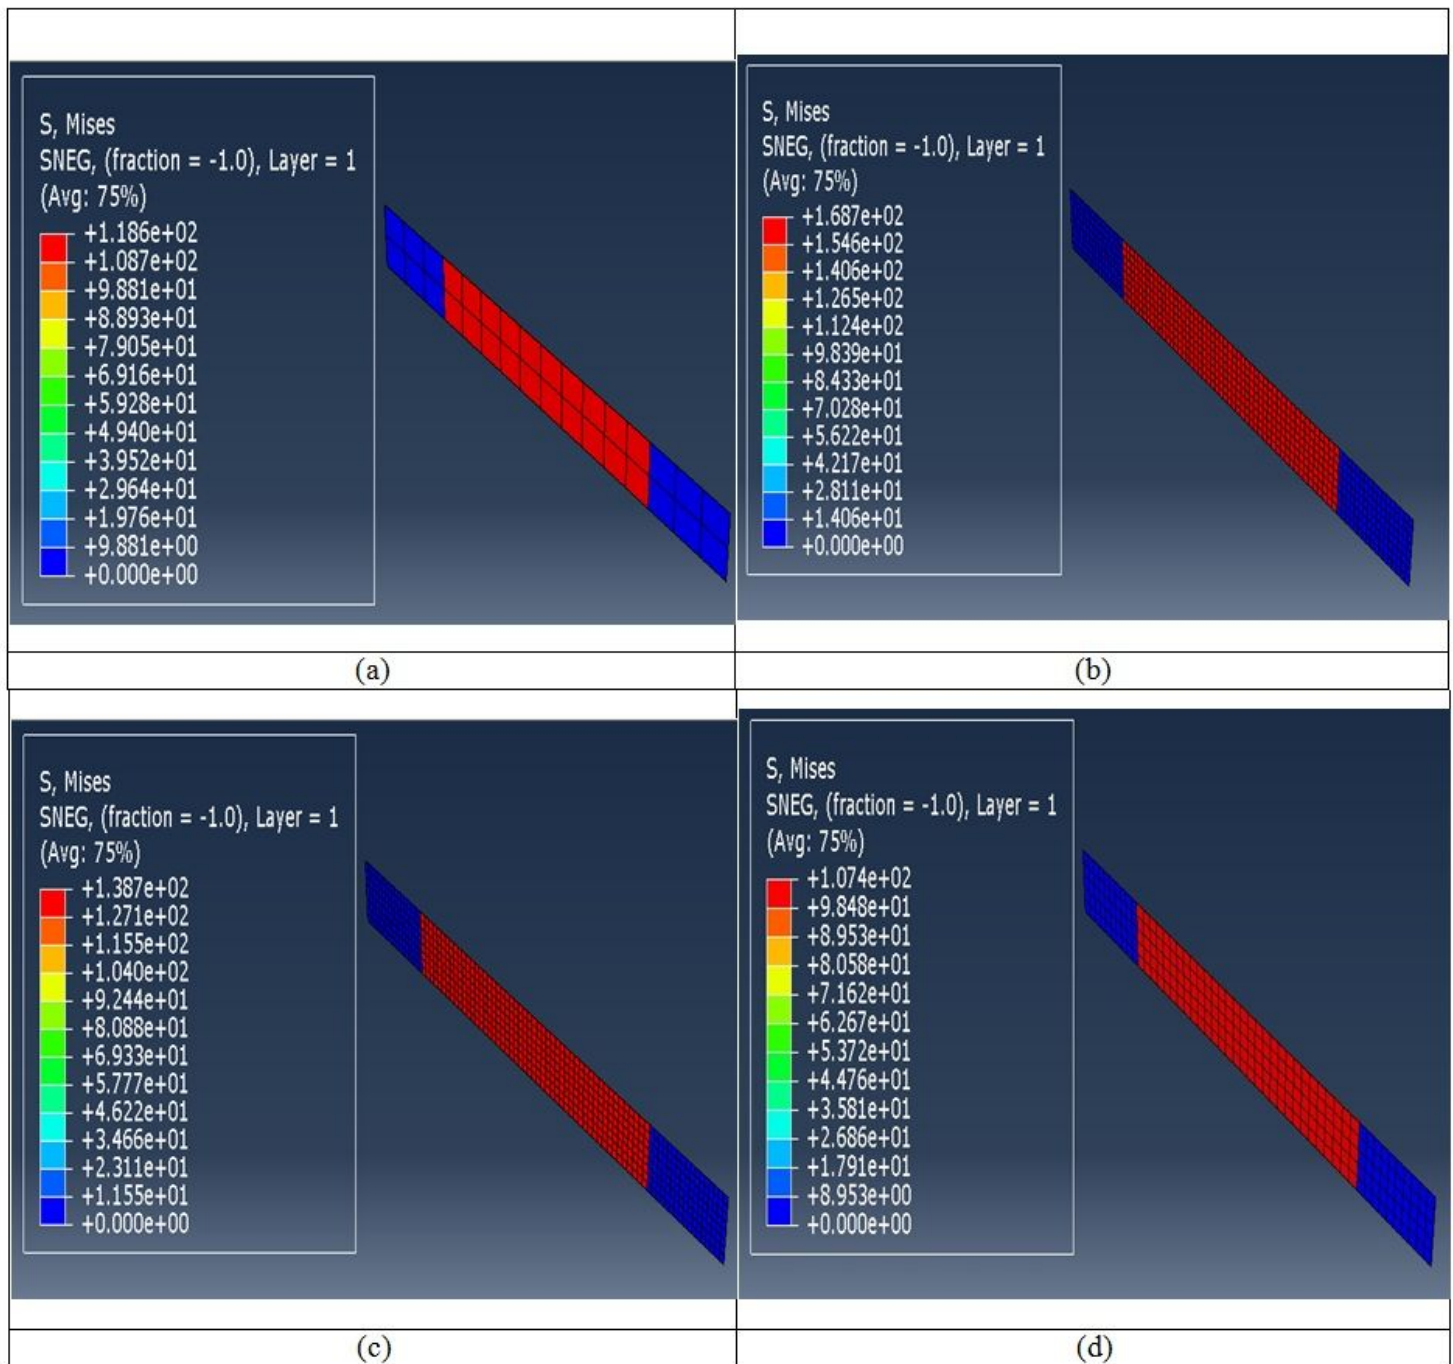 S, Mises
SNEG, (fraction = -1.0), Layer = 1
(Avg: 75%)
+1.186e+02
+1.087e+02
+9.881e+01
+8.893e+01
+7.905e+01
+6.916e+01
+5.928e+01
+4.940e+01
+3.952e+01
+2.964e+01
+1.976e+01
+9.881e+00
+0.000e+00
(a)
S, Mises
SNEG, (fraction = -1.0), Layer = 1
(Avg: 75%)
+1.687e+02
+1.546e+02
+1.406e+02
+1.265e+02
+1.124e+02
+9.839e+01
+8.433e+01
+7.028e+01
+5.622e+01
+4.217e+01
+2.811e+01
+1.406e+01
+0.000e+00
(b)
S, Mises
SNEG, (fraction = -1.0), Layer = 1
(Avg: 75%)
+1.387e+02
+1.271e+02
+1.155e+02
+1.040e+02
+9.244e+01
+8.088e+01
+6.933e+01
+5.777e+01
+4.622e+01
+3.466e+01
+2.311e+01
+1.155e+01
+0.000e+00
(c)
S, Mises
SNEG, (fraction = -1.0), Layer = 1
(Avg: 75%)
+1.074e+02
+9.848e+01
+8.953e+01
+8.058e+01
+7.162e+01
+6.267e+01
+5.372e+01
+4.476e+01
+3.581e+01
+2.686e+01
+1.791e+01
+8.953e+00
+0.000e+00
(d)